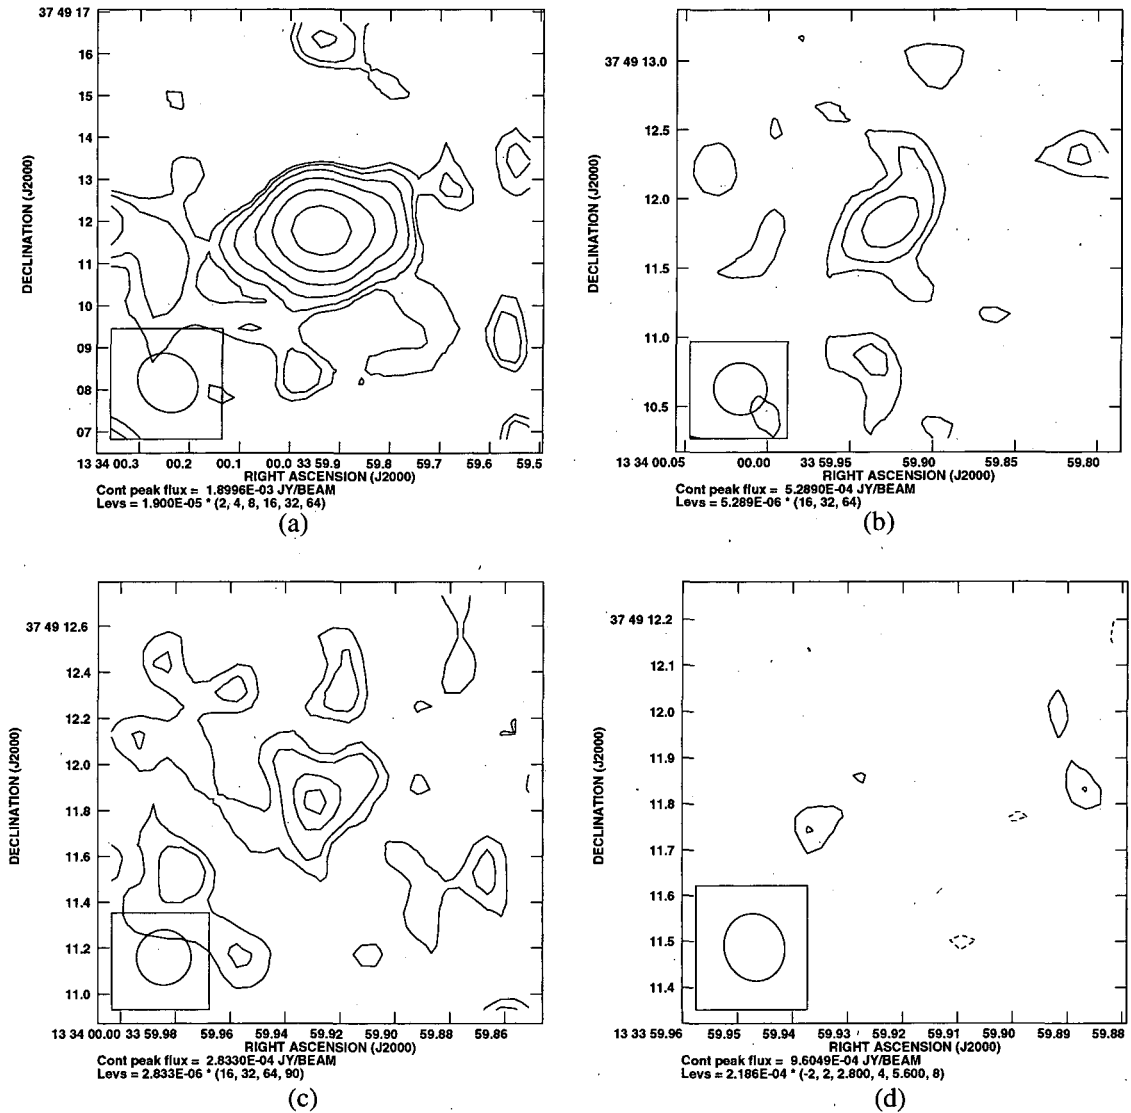 37 49 17
16
15
14
13
12
11
10
09
08
07
DECLINATION (J2000)
13 34 00.3 00.2 00.1 00.0 33 59.9 59.8 59.7 59.6 59.5
RIGHT ASCENSION (J2000)
Cont peak flux = 1.8996E-03 JY/BEAM
Levs = 1.900E-05 * (2, 4, 8, 16, 32, 64)
(a)
37 49 13.0
12.5
12.0
11.5
11.0
10.5
DECLINATION (J2000)
13 34 00.05 00.00 33 59.95 59.90 59.85 59.80
RIGHT ASCENSION (J2000)
Cont peak flux = 5.2890E-04 JY/BEAM
Levs = 5.289E-06 * (16, 32, 64)
(b)
37 49 12.6
12.4
12.2
12.0
11.8
11.6
11.4
11.2
11.0
DECLINATION (J2000)
13 34 00.00 33 59.98 59.96 59.94 59.92 59.90 59.88 59.86
RIGHT ASCENSION (J2000)
Cont peak flux = 2.8330E-04 JY/BEAM
Levs = 2.833E-06 * (16, 32, 64, 90)
(c)
37 49 12.2
12.1
12.0
11.9
11.8
11.7
11.6
11.5
11.4
DECLINATION (J2000)
13 33 59.96 59.95 59.94 59.93 59.92 59.91 59.90 59.89 59.88
RIGHT ASCENSION (J2000)
Cont peak flux = 9.6049E-04 JY/BEAM
Levs = 2.186E-04 * (-2, 2, 2.800, 4, 5.600, 8)
(d)